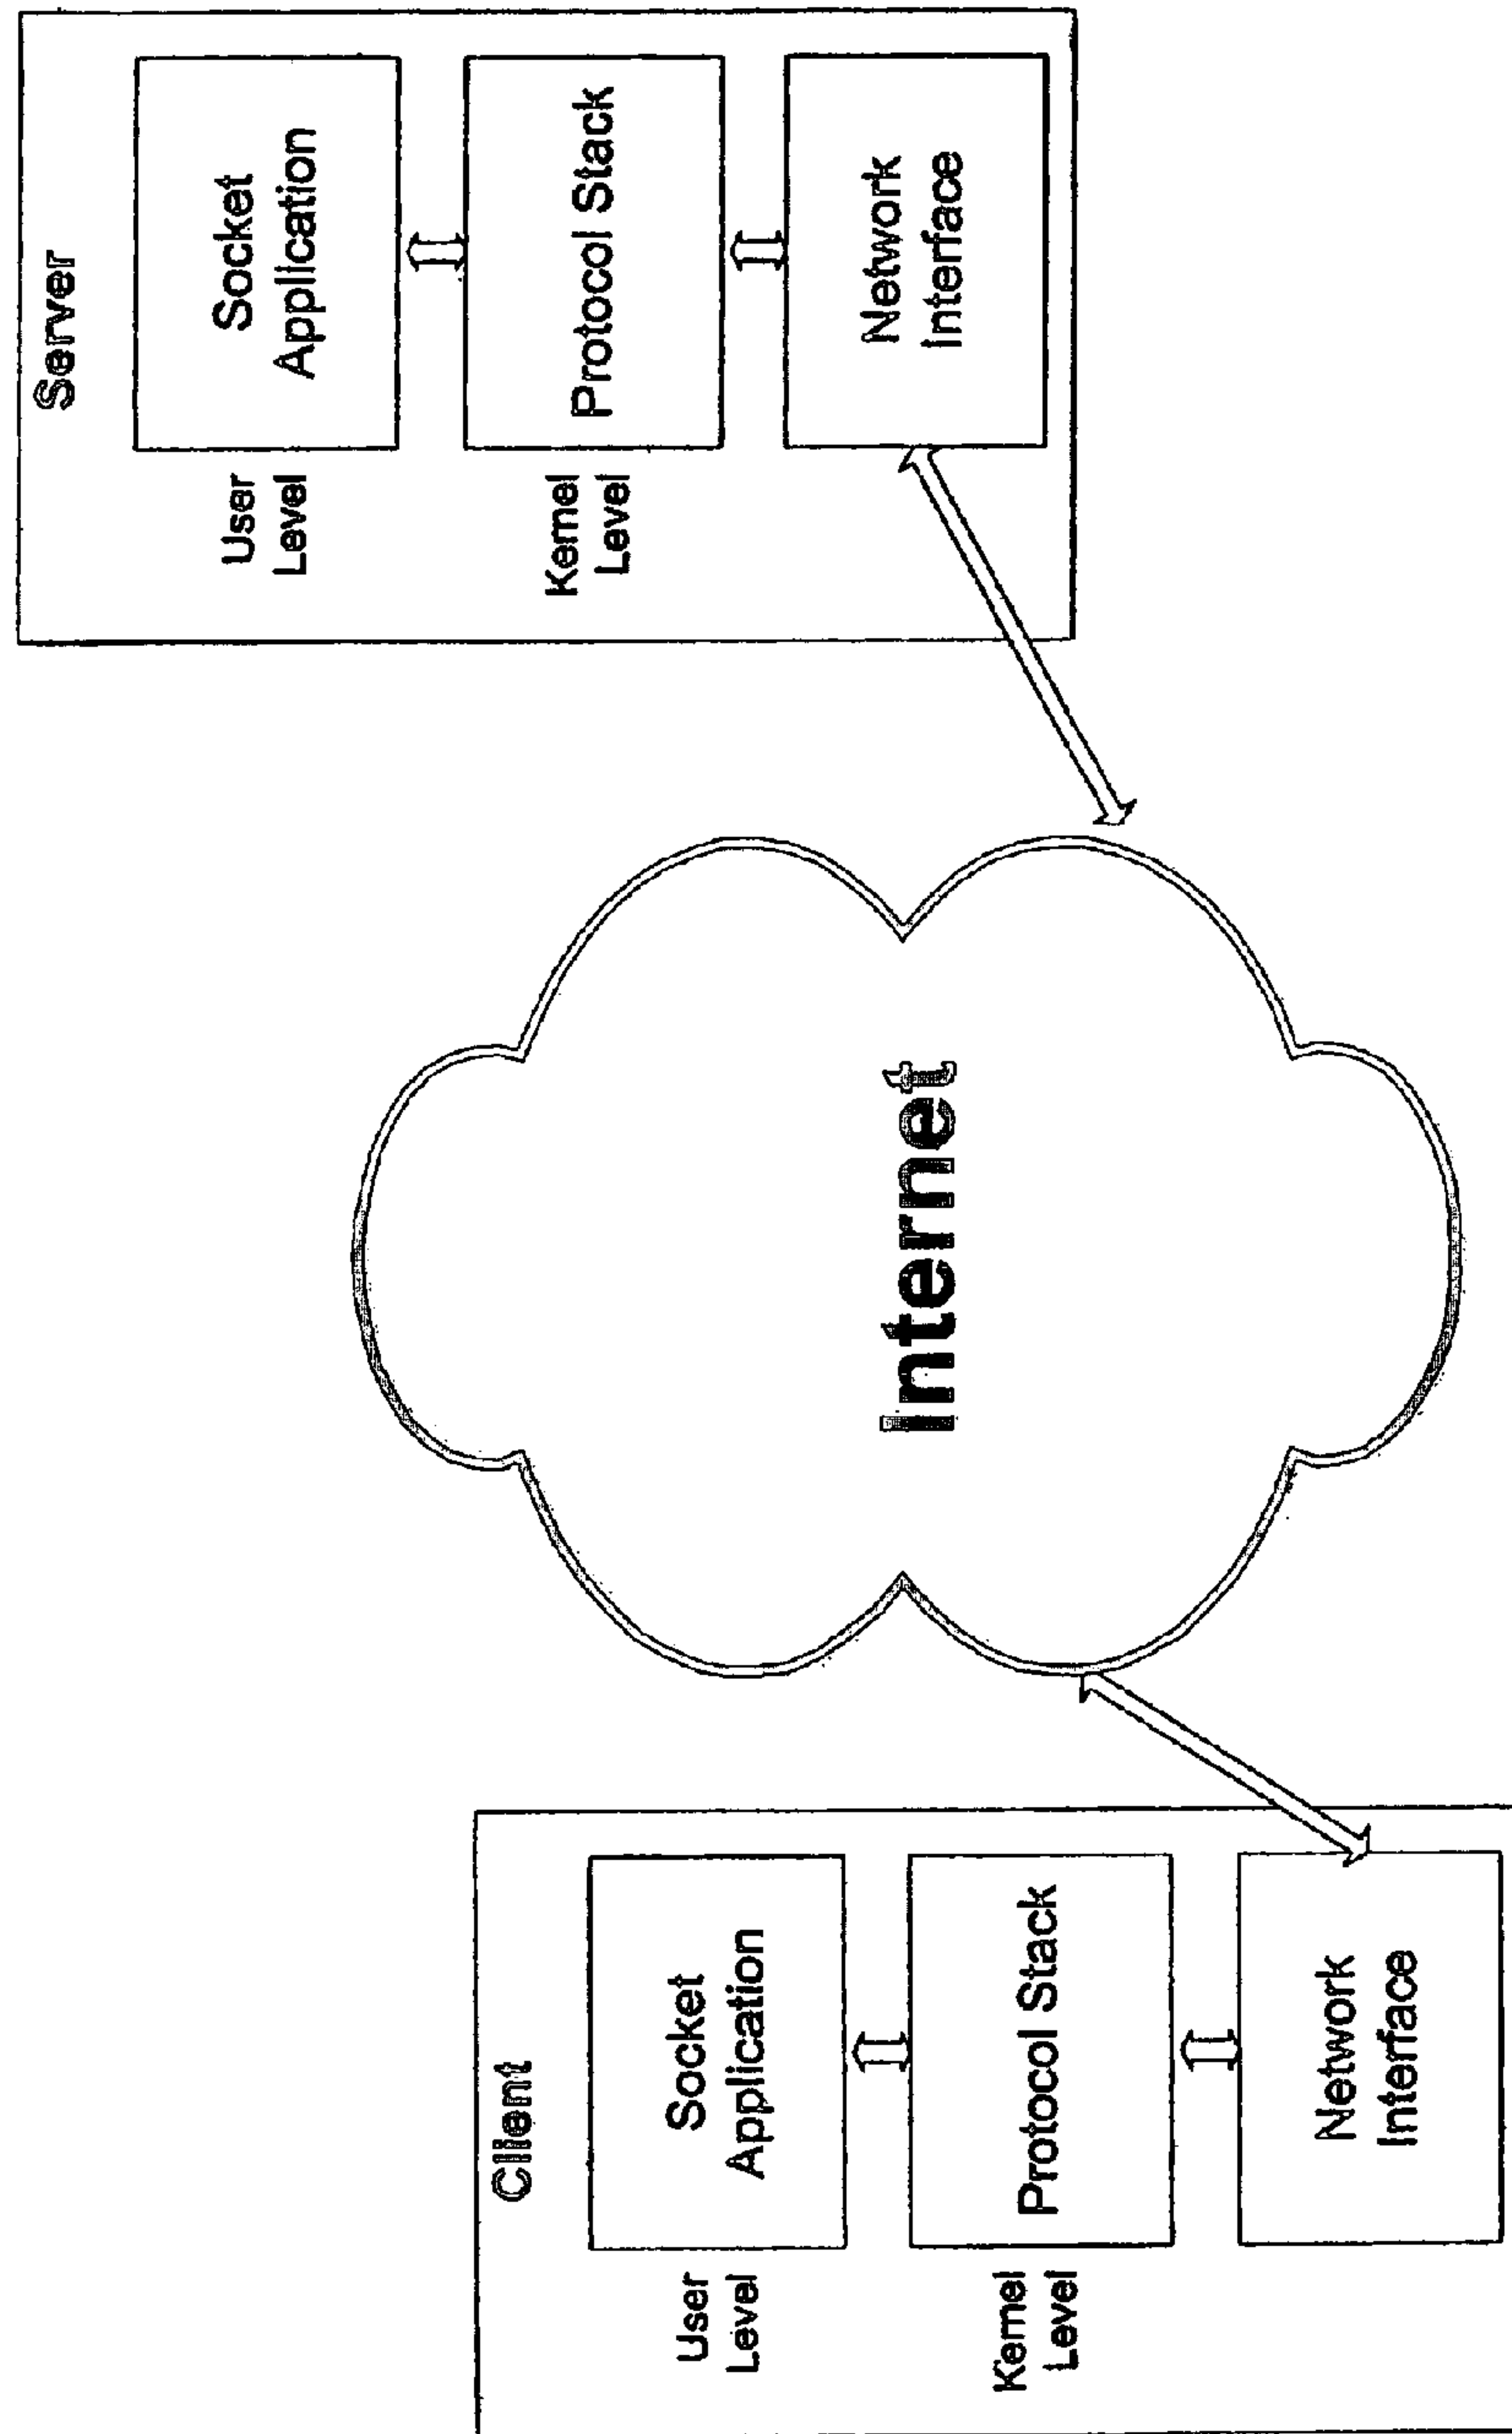 Client
User
Level
Socket
Application
Kernel
Level
Protocol Stack
Network
Interface
Internet
Server
User
Level
Socket
Application
Kernel
Level
Protocol Stack
Network
Interface